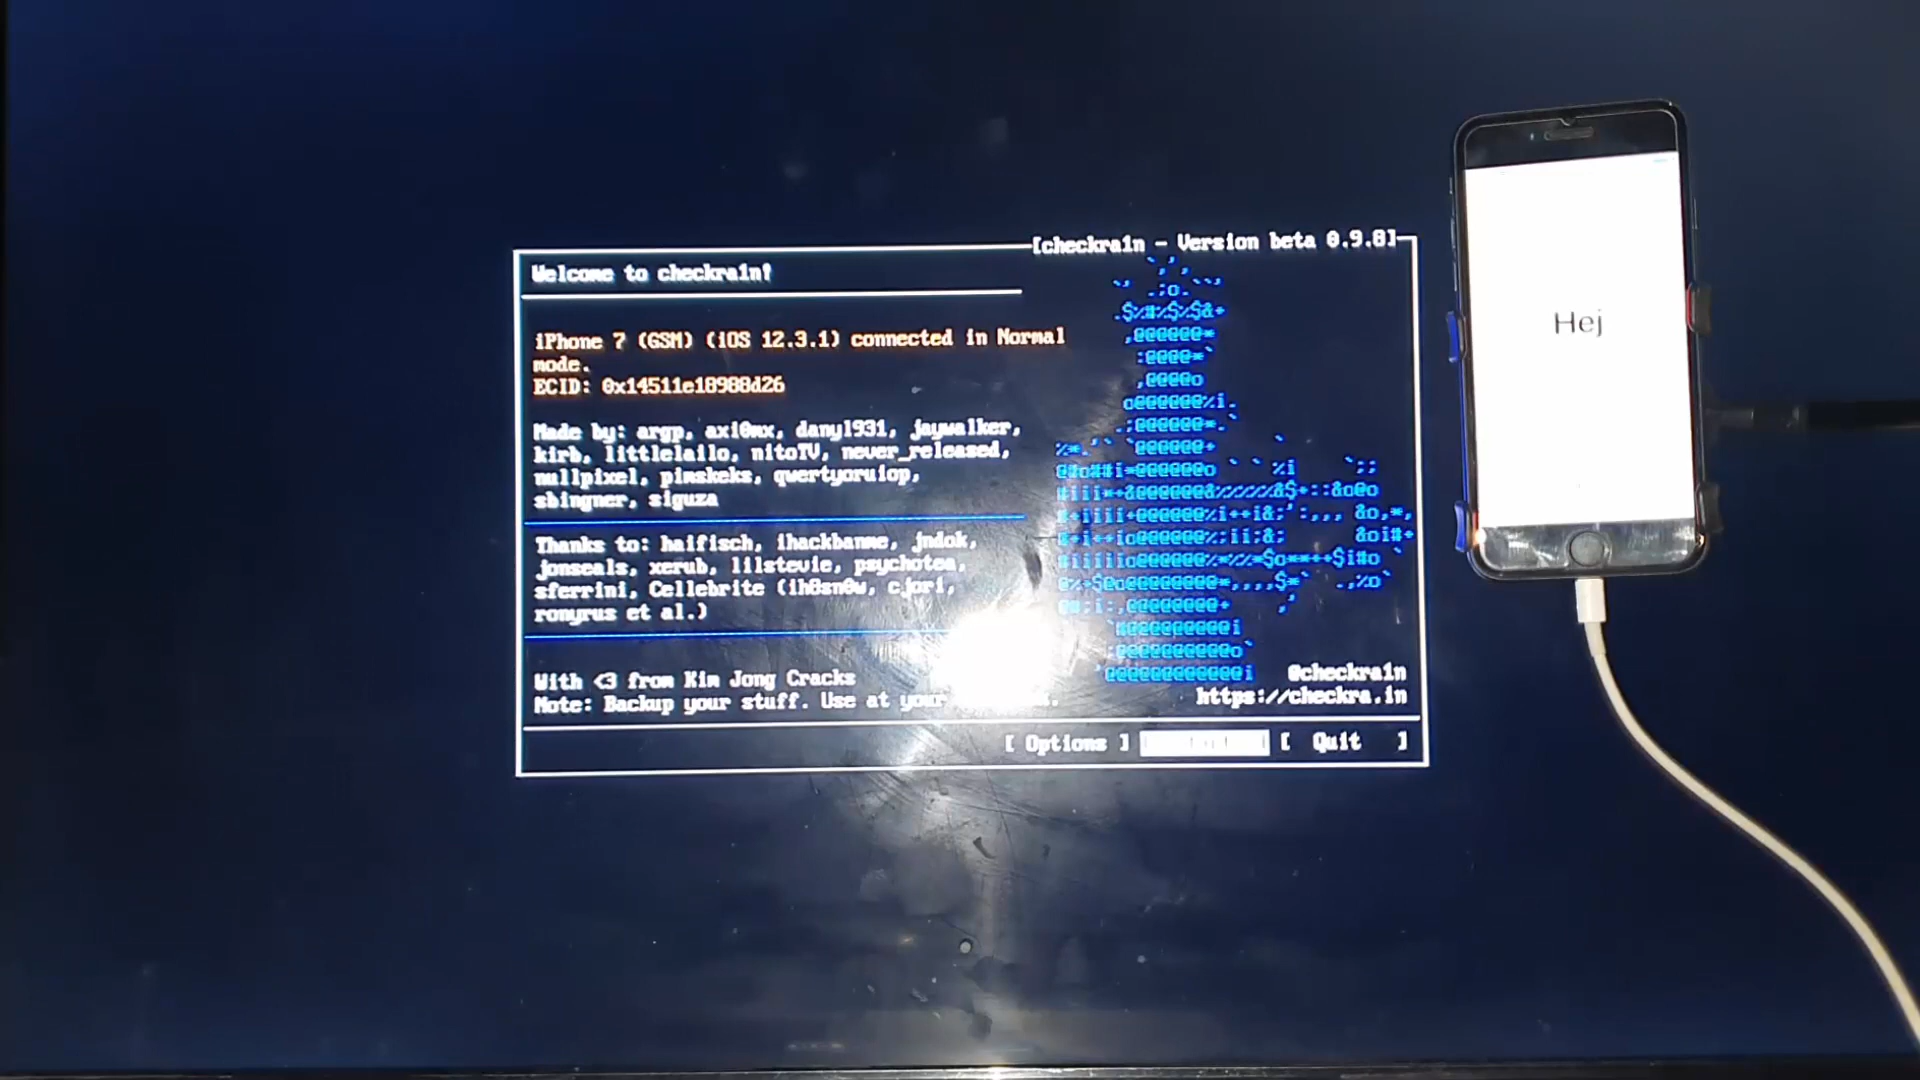 [checkra1n - Version beta 0.9.8]
Welcome to checkra1n!
iPhone 7 (GSM) (iOS 12.3.1) connected in Normal
mode.
ECID: 0x14511e18988d26
Made by: argp, axi0mx, danyl931, jaywalker,
kirb, littlelailo, nitoTV, never_released,
nullpixel, pimskeks, qwertyoruiop,
sbingner, siguza
Thanks to: haifisch, ihackbanme, jndok,
jonseals, xerub, lilstevie, psychotea,
sferrini, Cellebrite (ih8sn0w, cjori,
ronyrus et al.)
With <3 from Kim Jong Cracks
Note: Backup your stuff. Use at your
@checkra1n
https://checkra.in
[ Options ]
[ Quit ]
Hej